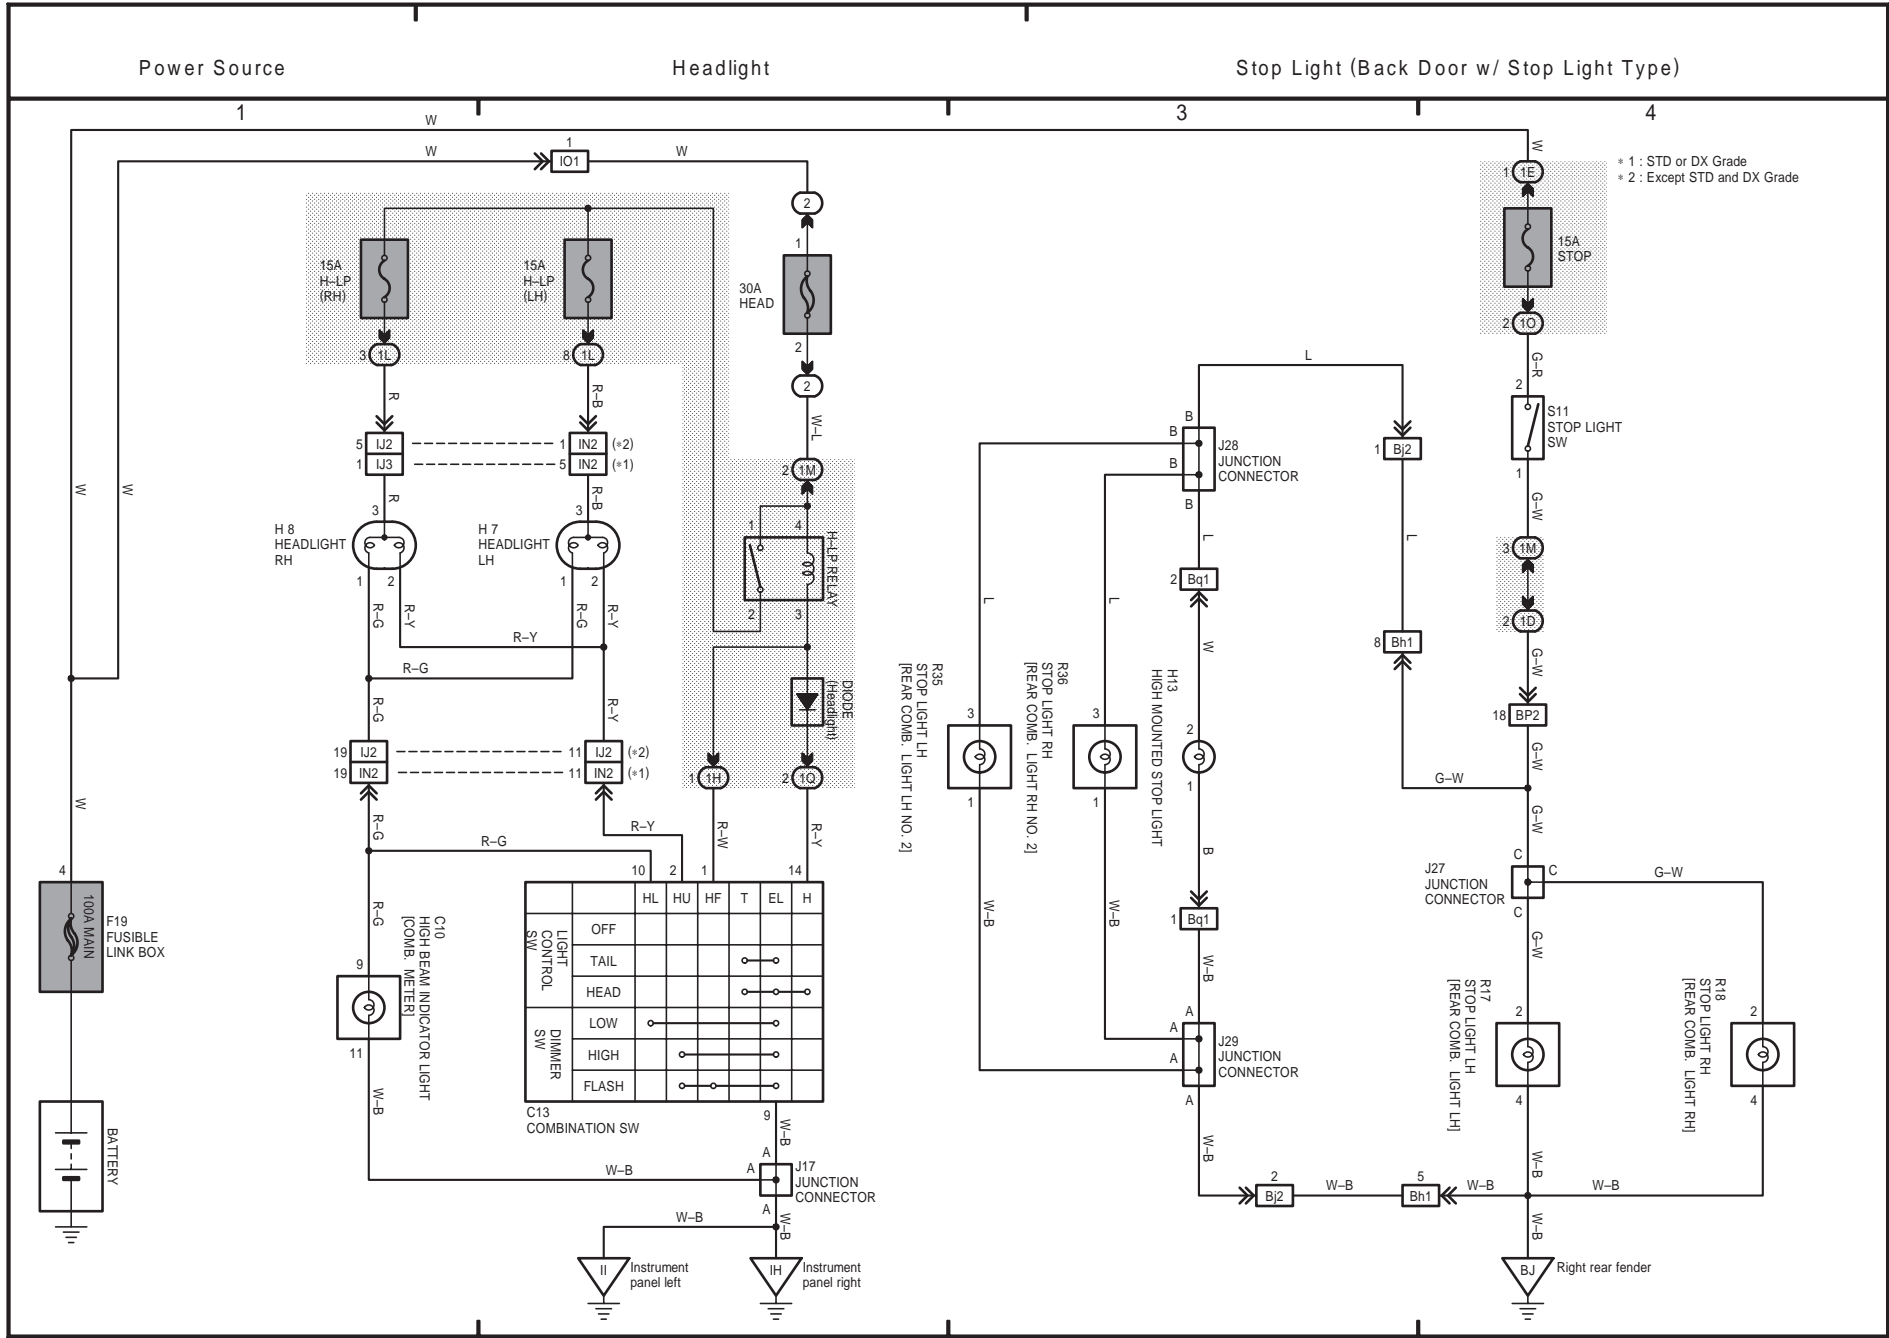 Power Source
Headlight
Stop Light (Back Door w/ Stop Light Type)
1
3
4
W
W
1
IO1
W
W
1
1E
15A
STOP
2
1O
G–R
2
S11
STOP LIGHT
SW
1
G–W
3
1M
2
1D
G–W
18
BP2
G–W
G–W
G–W
C
C
G–W
J27
JUNCTION
CONNECTOR
C
G–W
R17
STOP LIGHT LH
[REAR COMB. LIGHT LH]
2
4
R18
STOP LIGHT RH
[REAR COMB. LIGHT RH]
2
4
W–B
W–B
W–B
W–B
BJ
Right rear fender
∗ 1 : STD or DX Grade
∗ 2 : Except STD and DX Grade
15A
H–LP
(RH)
15A
H–LP
(LH)
3
1L
8
1L
R
R–B
5
IJ2
1
IN2
(∗2)
1
IJ3
5
IN2
(∗1)
R
R–B
H 8
HEADLIGHT
RH
3
1
2
H 7
HEADLIGHT
LH
3
1
2
R–G
R–Y
R–G
R–Y
R–Y
R–G
R–G
R–Y
19
IJ2
11
IJ2
(∗2)
19
IN2
11
IN2
(∗1)
R–G
R–Y
R–G
R–W
R–Y
2
1
30A
HEAD
2
2
W–L
2
1M
1
4
H–LP RELAY
2
3
DIODE
(Headlight)
1
1H
2
1Q
W
W
W
4
100A MAIN
F19
FUSIBLE
LINK BOX
BATTERY
R–G
9
11
C10
HIGH BEAM INDICATOR LIGHT
[COMB. METER]
W–B
10
2
1
14
HL
HU
HF
T
EL
H
LIGHT
CONTROL
SW
OFF
TAIL
HEAD
DIMMER
SW
LOW
HIGH
FLASH
C13
COMBINATION SW
9
W–B
A
A
W–B
J17
JUNCTION
CONNECTOR
A
W–B
W–B
II
Instrument
panel left
IH
Instrument
panel right
L
B
B
B
B
J28
JUNCTION
CONNECTOR
1
Bj2
L
L
L
L
2
Bq1
8
Bh1
W
R35
STOP LIGHT LH
[REAR COMB. LIGHT LH NO. 2]
3
1
R36
STOP LIGHT RH
[REAR COMB. LIGHT RH NO. 2]
3
1
H13
HIGH MOUNTED STOP LIGHT
2
1
B
W–B
W–B
1
Bq1
W–B
A
A
A
J29
JUNCTION
CONNECTOR
A
W–B
2
Bj2
W–B
5
Bh1